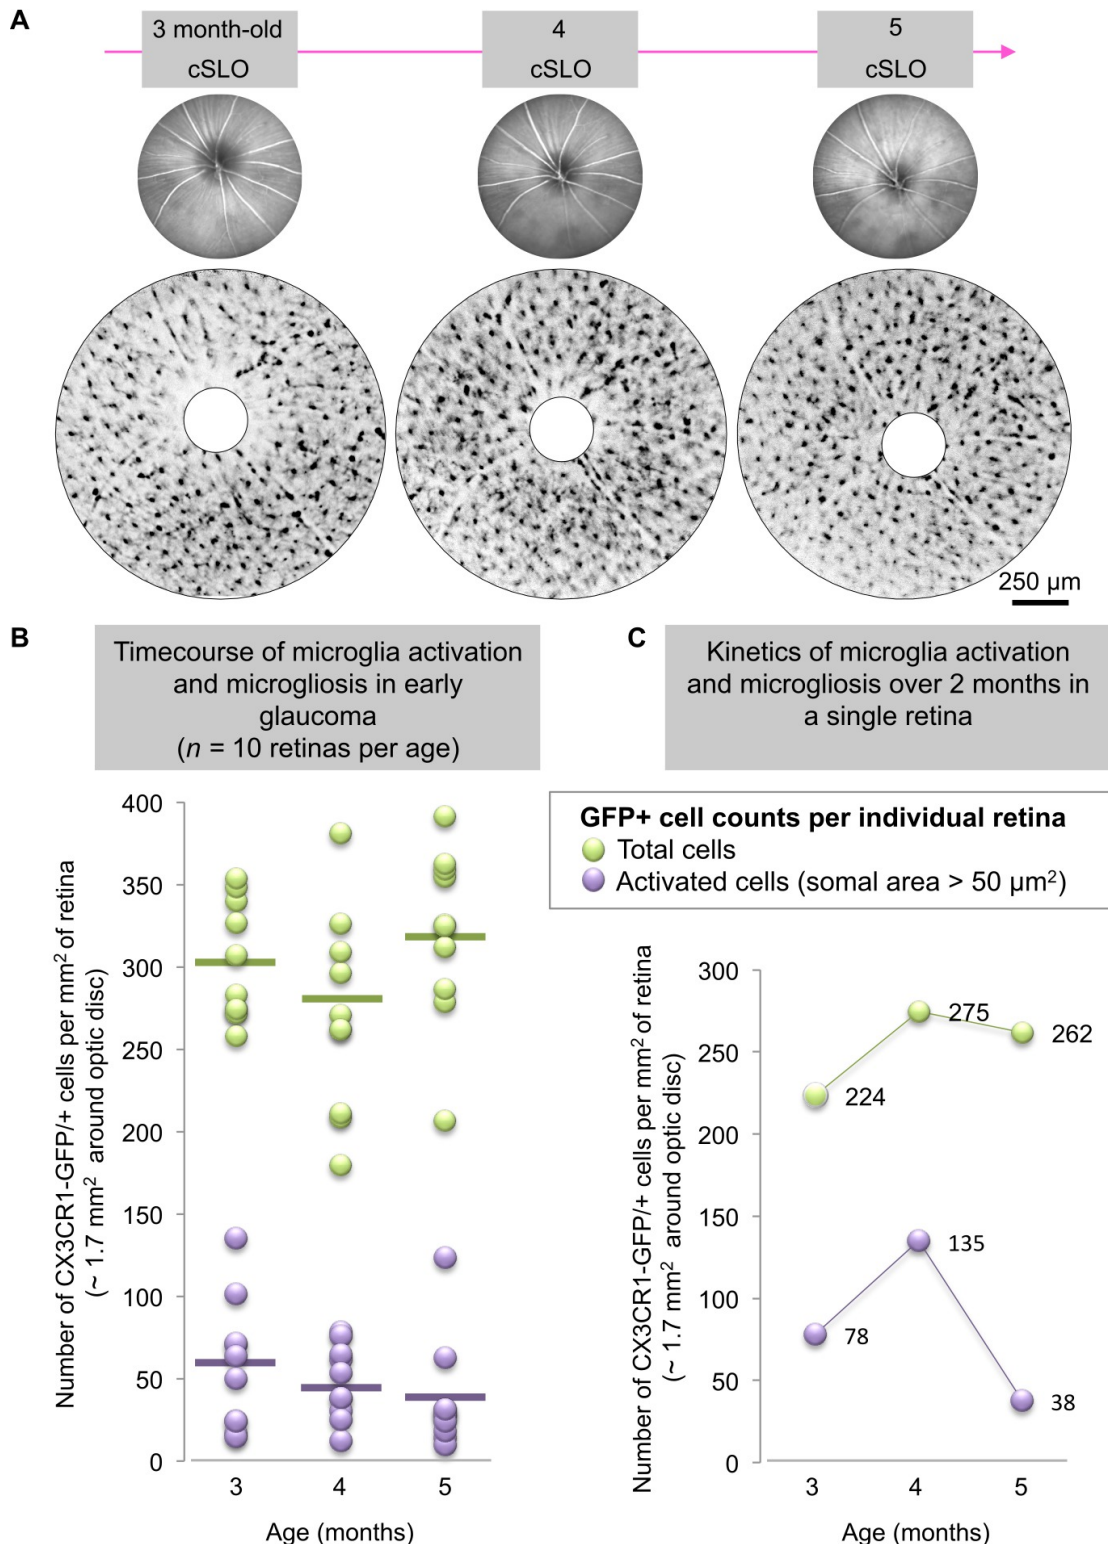 A
3 month-old
cSLO
4
cSLO
5
cSLO
250 µm
B
Timecourse of microglia activation
and microgliosis in early
glaucoma
(n = 10 retinas per age)
C
Kinetics of microglia activation
and microgliosis over 2 months in
a single retina
GFP+ cell counts per individual retina
Total cells
Activated cells (somal area > 50 µm²)
Number of CX3CR1-GFP/+ cells per mm² of retina
(~ 1.7 mm² around optic disc)
400
350
300
250
200
150
100
50
0
3
4
5
Age (months)
Number of CX3CR1-GFP/+ cells per mm² of retina
(~ 1.7 mm² around optic disc)
300
250
200
150
100
50
0
224
275
262
78
135
38
3
4
5
Age (months)